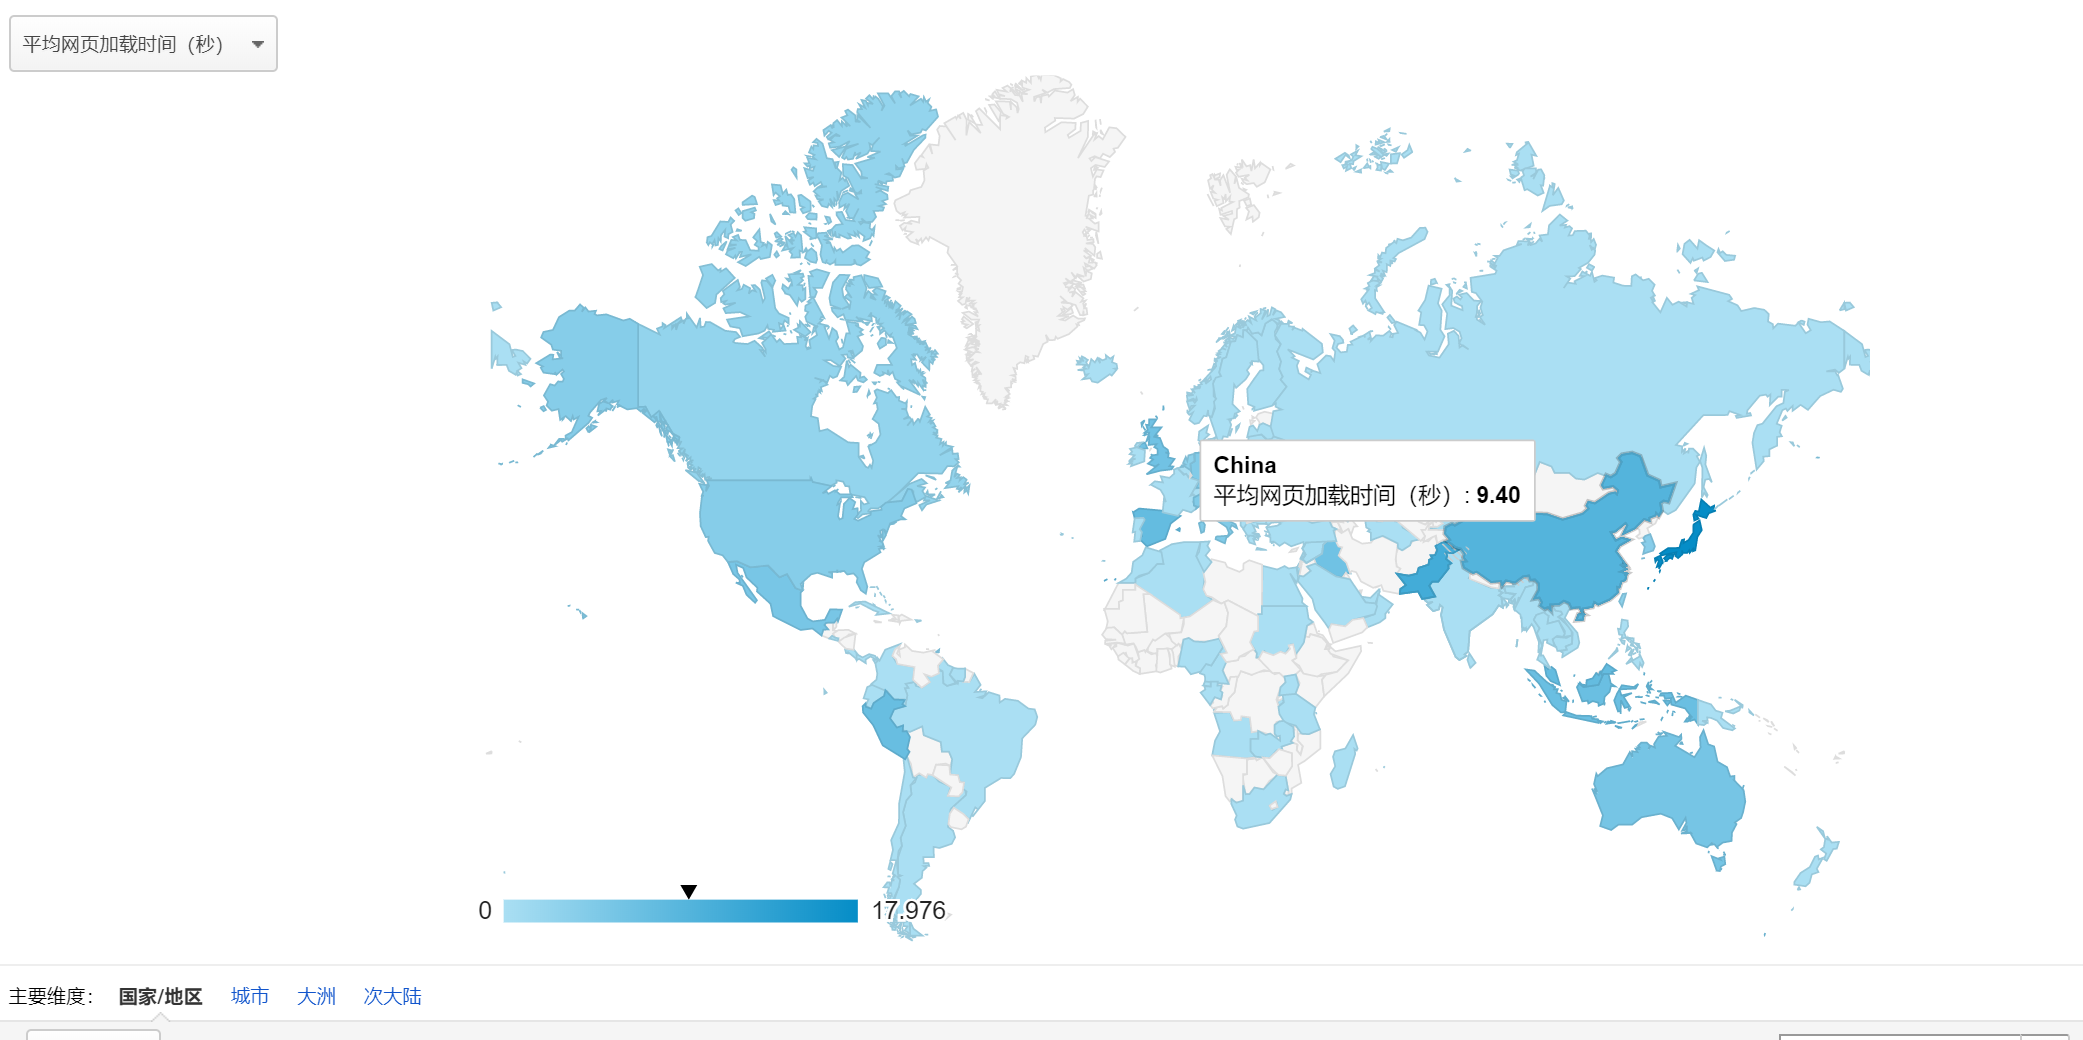 平均网页加载时间（秒）
China
平均网页加载时间（秒）: 9.40
0
17.976
主要维度： 国家/地区 城市 大洲 次大陆